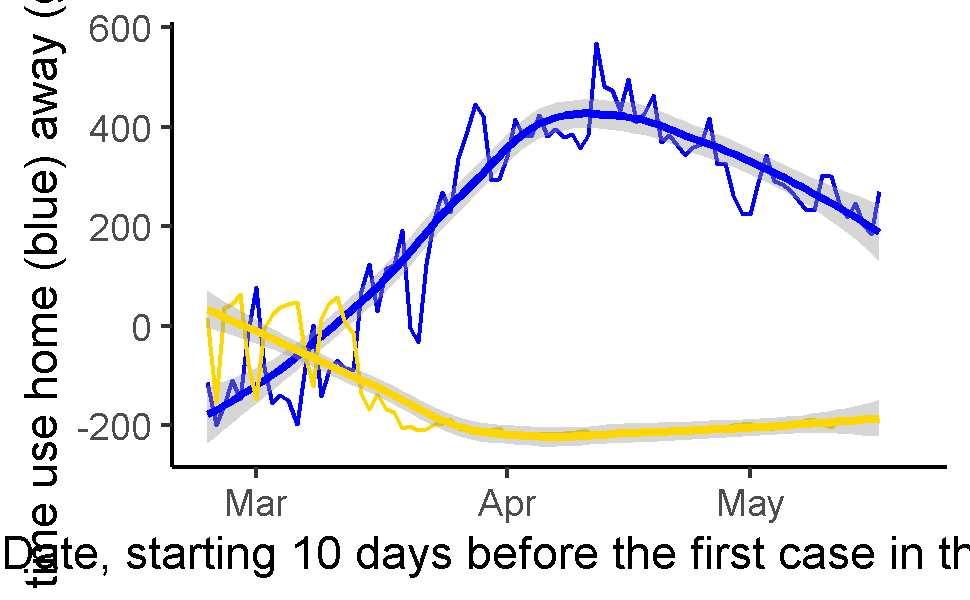 time use home (blue) away (g
600
400
200
0
-200
Mar Apr May
Date, starting 10 days before the first case in th